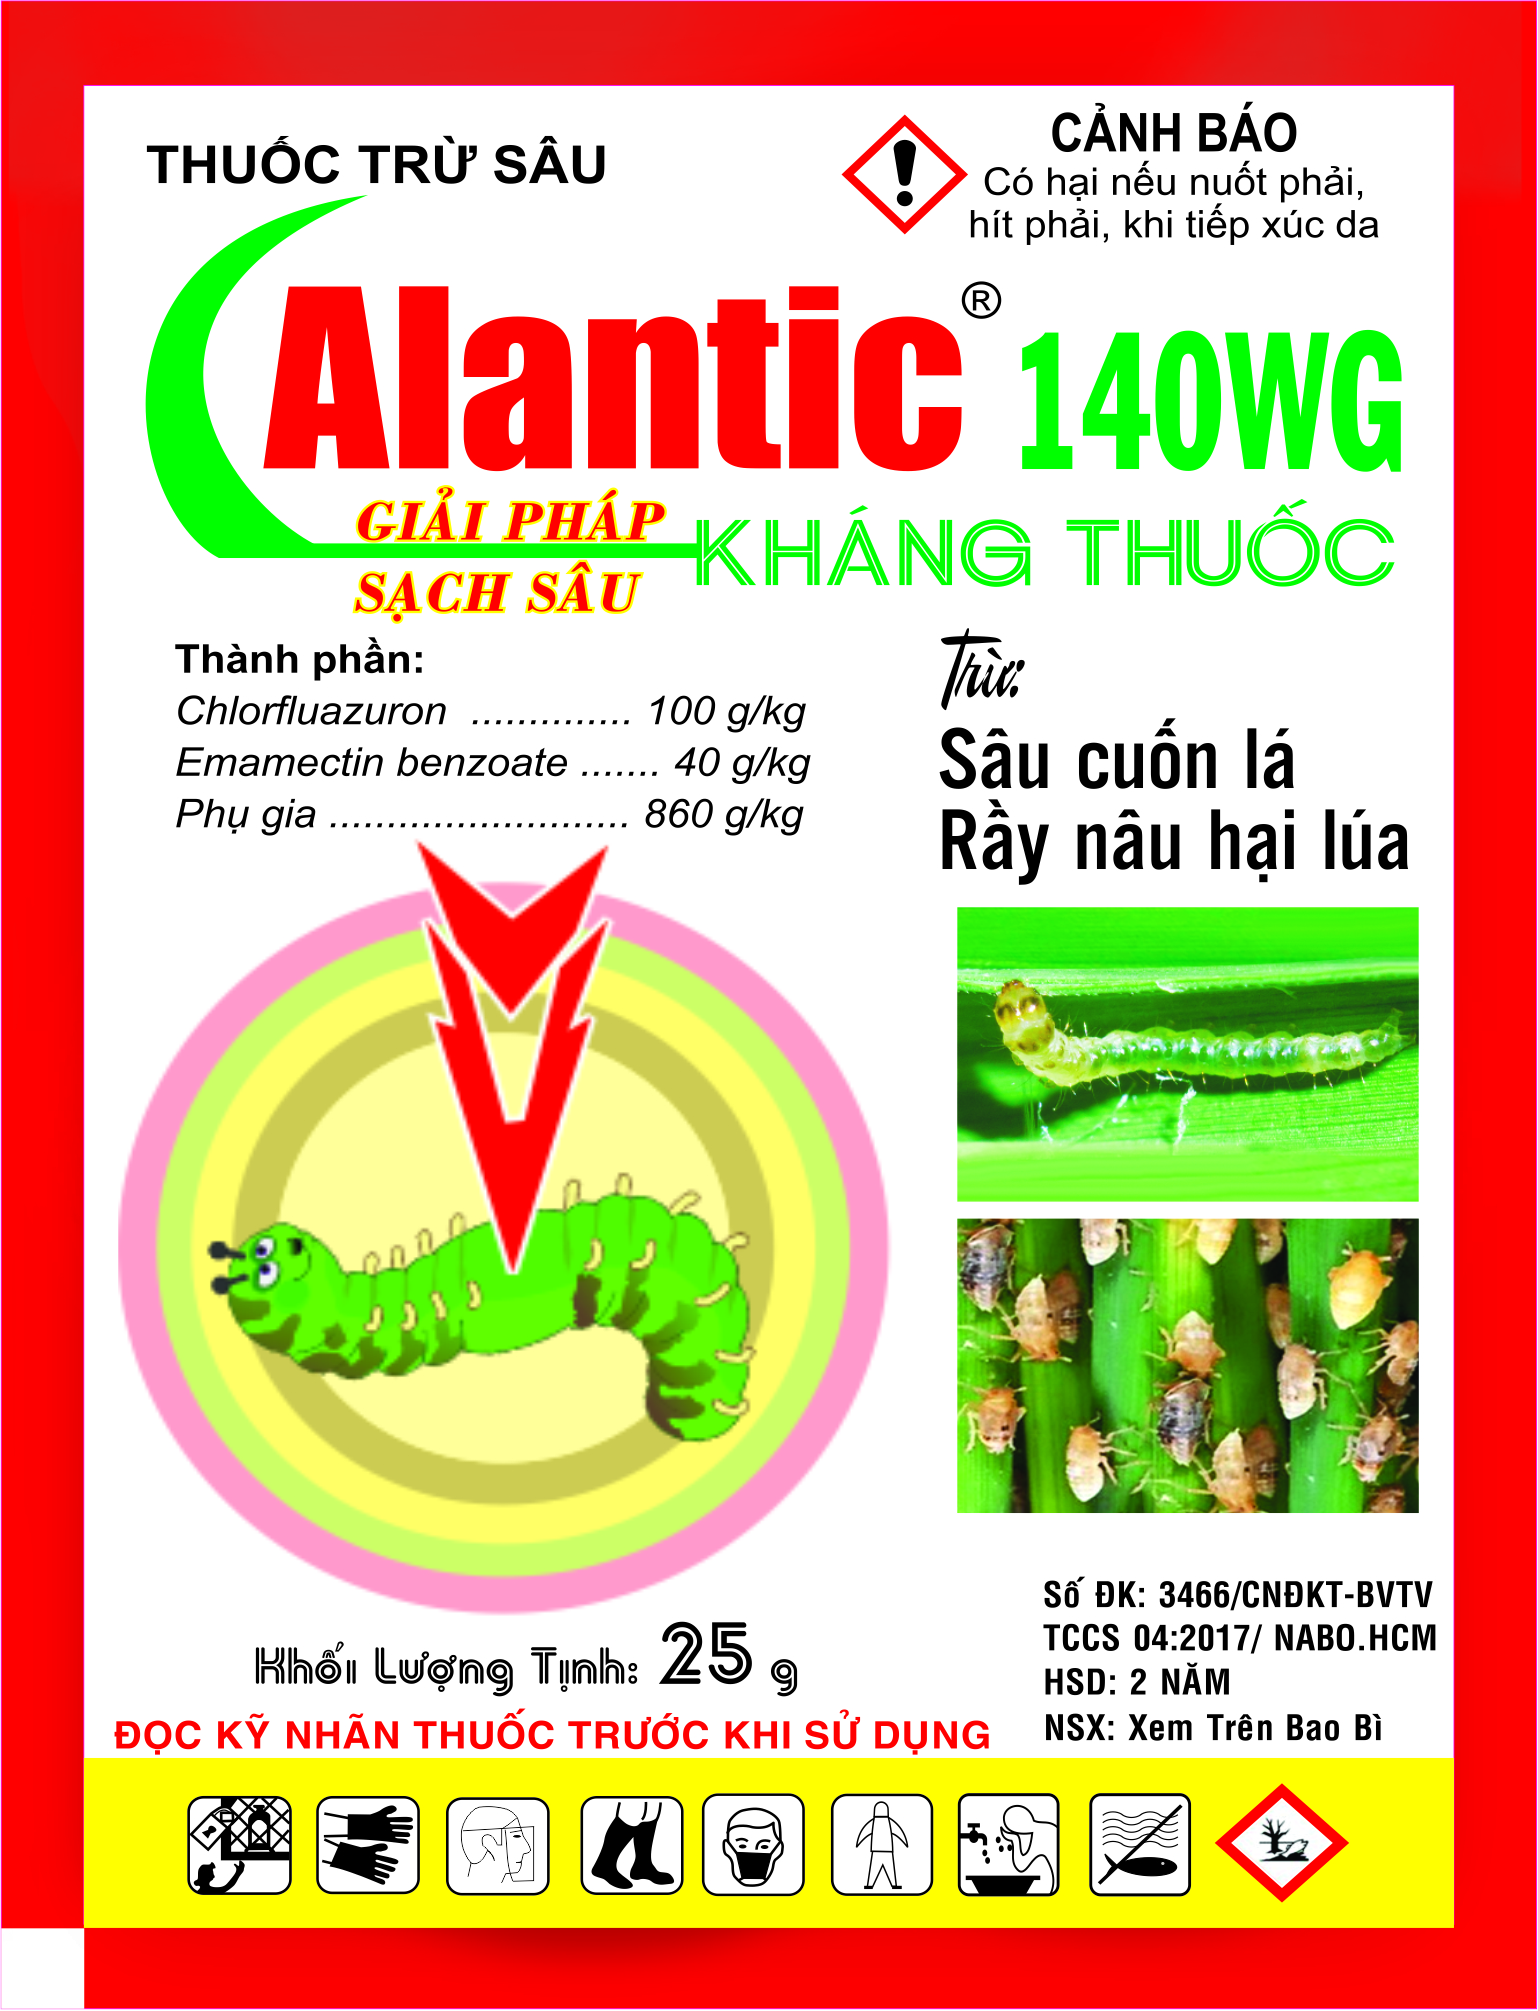 THUỐC TRỪ SÂU
CẢNH BÁO
Có hại nếu nuốt phải,
hít phải, khi tiếp xúc da
Alantic® 140WG
GIẢI PHÁP
SẠCH SÂU
KHÁNG THUỐC
Thành phần:
Chlorfluazuron .............. 100 g/kg
Emamectin benzoate ....... 40 g/kg
Phụ gia .......................... 860 g/kg
Trừ:
Sâu cuốn lá
Rầy nâu hại lúa
Khối Lượng Tịnh: 25 g
ĐỌC KỸ NHÃN THUỐC TRƯỚC KHI SỬ DỤNG
Số ĐK: 3466/CNĐKT-BVTV
TCCS 04:2017/ NABO.HCM
HSD: 2 NĂM
NSX: Xem Trên Bao Bì